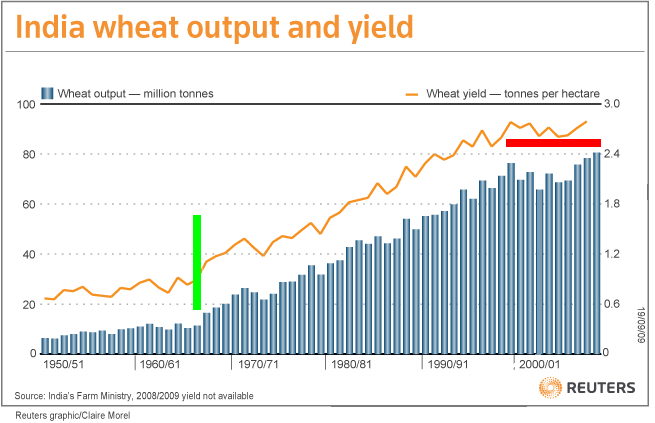 India wheat output and yield
Wheat output — million tonnes
Wheat yield — tonnes per hectare
100 3.0
80 2.4
60 1.8
40 1.2
20 0.6
0 0
1950/51 1960/61 1970/71 1980/81 1990/91 2000/01
19/09/09
REUTERS
Source: India's Farm Ministry, 2008/2009 yield not available
Reuters graphic/Claire Morel